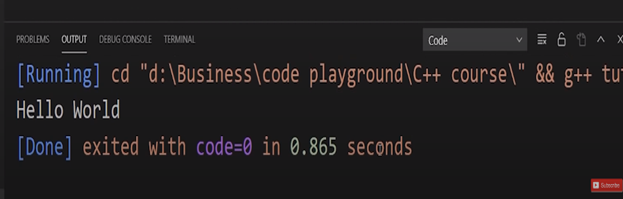 PROBLEMS OUTPUT DEBUG CONSOLE TERMINAL Code
[Running] cd "d:\Business\code playground\C++ course\" && g++ tut
Hello World
[Done] exited with code=0 in 0.865 seconds
Subscribe